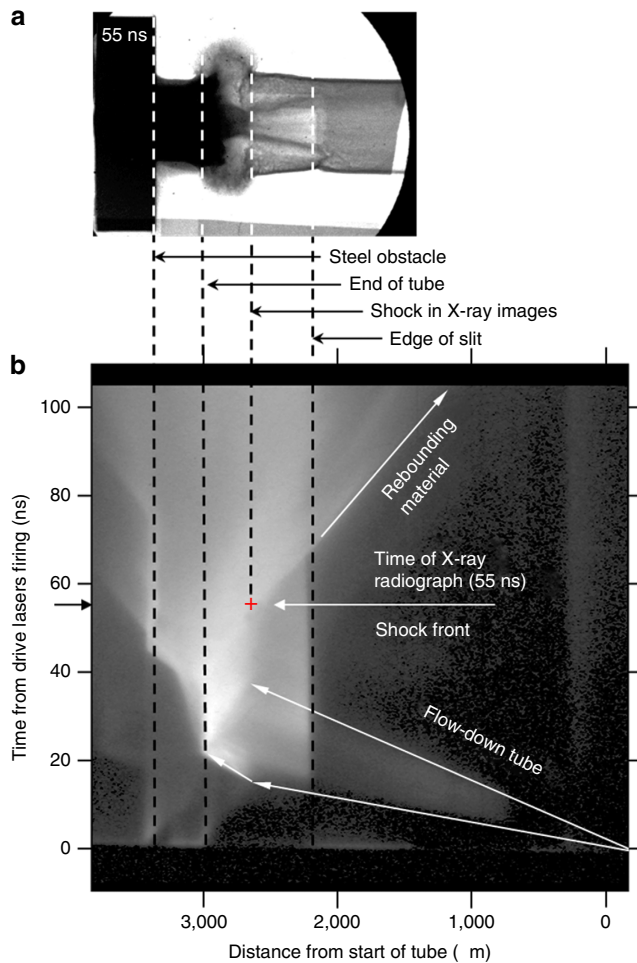 a
55 ns
Steel obstacle
End of tube
Shock in X-ray images
Edge of slit
b
100
80
60
40
20
0
Time from drive lasers firing (ns)
Rebounding
material
Time of X-ray
radiograph (55 ns)
Shock front
Flow-down tube
3,000
2,000
1,000
0
Distance from start of tube ( m)